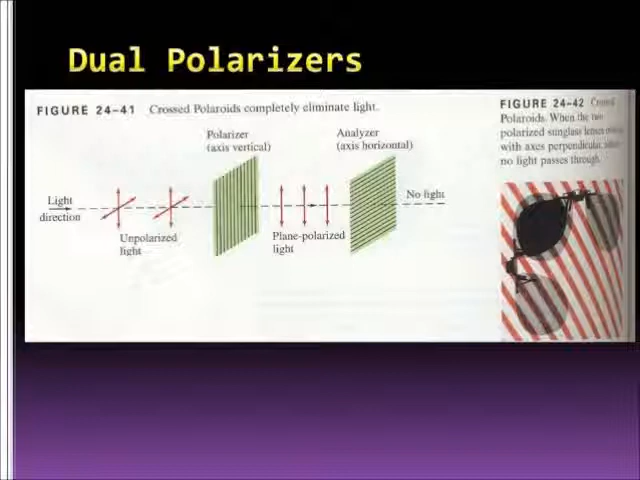 Dual Polarizers
FIGURE 24-41 Crossed Polaroids completely eliminate light.
Polarizer
(axis vertical)
Analyzer
(axis horizontal)
Light
direction
Unpolarized
light
Plane-polarized
light
No light
FIGURE 24-42 Crossed
Polaroids. When the two
polarized sunglass lenses
with axes perpendicular,
no light passes through.